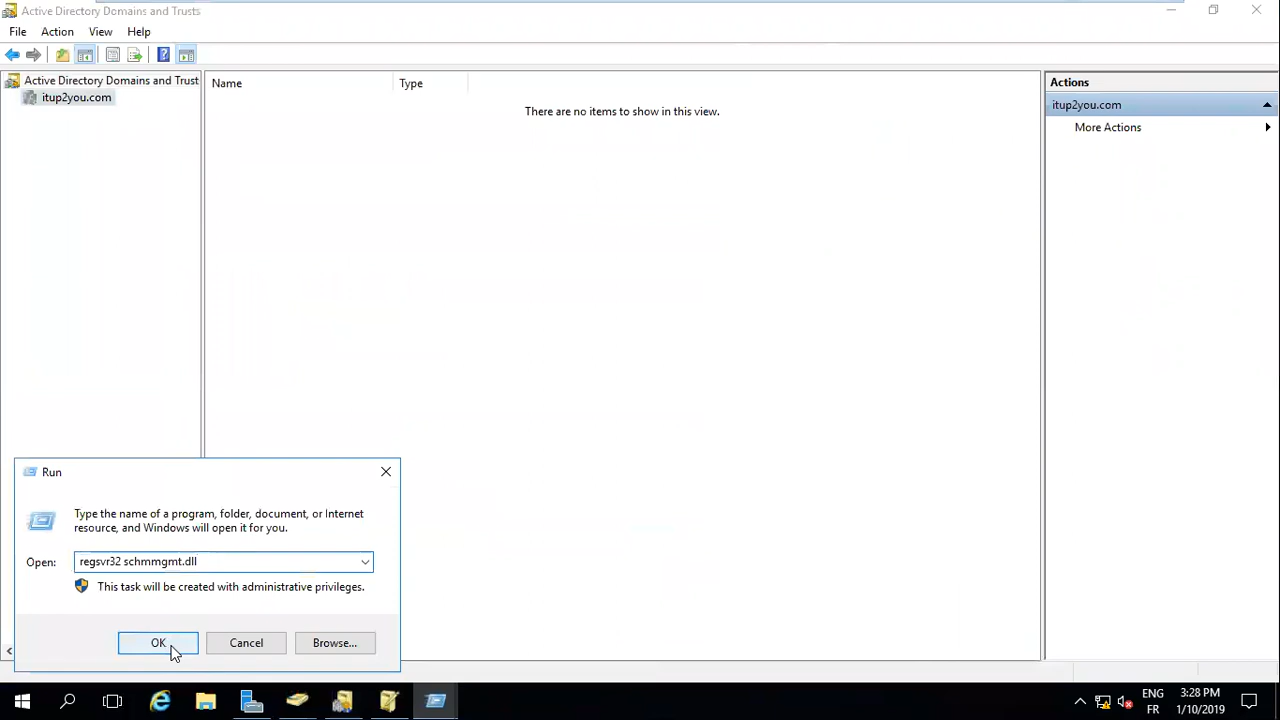 Active Directory Domains and Trusts
File Action View Help
Active Directory Domains and Trust
itup2you.com
Name Type
There are no items to show in this view.
Actions
itup2you.com
More Actions
Run
Type the name of a program, folder, document, or Internet
resource, and Windows will open it for you.
Open: regsvr32 schmmgmt.dll
This task will be created with administrative privileges.
OK Cancel Browse...
ENG 3:28 PM
FR 1/10/2019